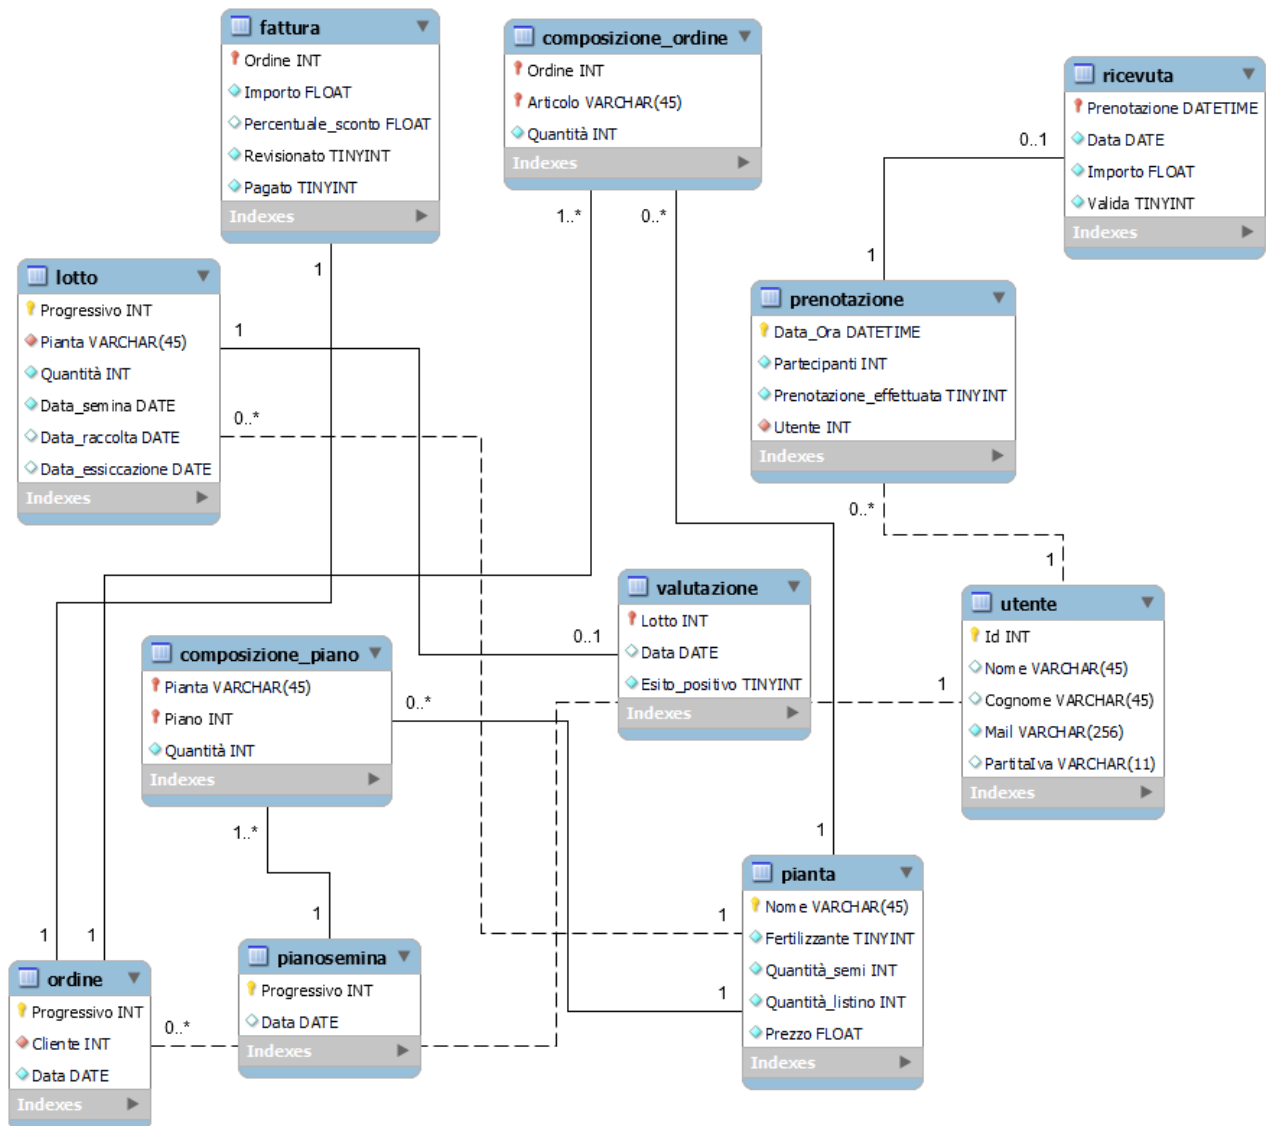 fattura
Ordine INT
Importo FLOAT
Percentuale_sconto FLOAT
Revisionato TINYINT
Pagato TINYINT
Indexes
1
composizione_ordine
Ordine INT
Articolo VARCHAR(45)
Quantità INT
Indexes
1..*
0..*
ricevuta
Prenotazione DATETIME
Data DATE
Importo FLOAT
Valida TINYINT
Indexes
0..1
1
lotto
Progressivo INT
Pianta VARCHAR(45)
Quantità INT
Data_semina DATE
Data_raccolta DATE
Data_essiccazione DATE
Indexes
1
0..*
prenotazione
Data_Ora DATETIME
Partecipanti INT
Prenotazione_effettuata TINYINT
Utente INT
Indexes
0..*
1
valutazione
Lotto INT
Data DATE
Esito_positivo TINYINT
Indexes
0..1
utente
Id INT
Nome VARCHAR(45)
Cognome VARCHAR(45)
Mail VARCHAR(256)
PartitaIva VARCHAR(11)
Indexes
1
composizione_piano
Pianta VARCHAR(45)
Piano INT
Quantità INT
Indexes
0..*
1..*
1
pianta
Nome VARCHAR(45)
Fertilizzante TINYINT
Quantità_semi INT
Quantità_listino INT
Prezzo FLOAT
Indexes
1
1
1
pianosemina
Progressivo INT
Data DATE
Indexes
1
1
ordine
Progressivo INT
Cliente INT
Data DATE
Indexes
0..*